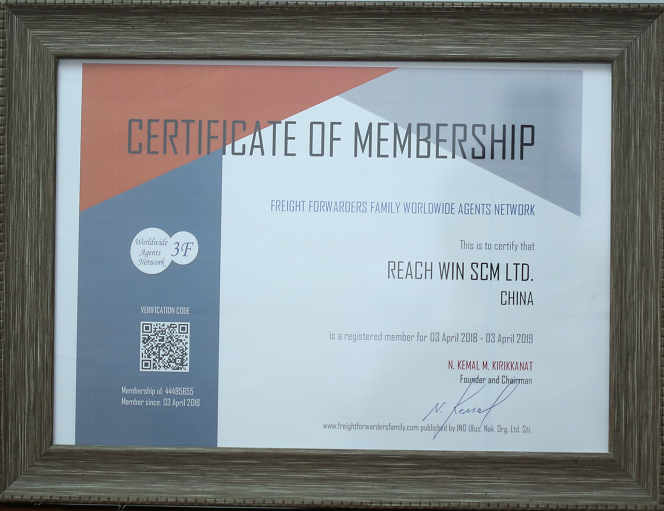 CERTIFICATE OF MEMBERSHIP
FREIGHT FORWARDERS FAMILY WORLDWIDE AGENTS NETWORK
Worldwide
Agents
Network
3F
This is to certify that
REACH WIN SCM LTD.
CHINA
VERIFICATION CODE
is a registered member for 03 April 2018 - 03 April 2019
N. KEMAL M. KIRIKKANAT
Founder and Chairman
N. Kemal
Membership id: 44495655
Member since: 03 April 2018
www.freightforwardersfamily.com published by INO Ulus. Nak. Org. Ltd. Sti.